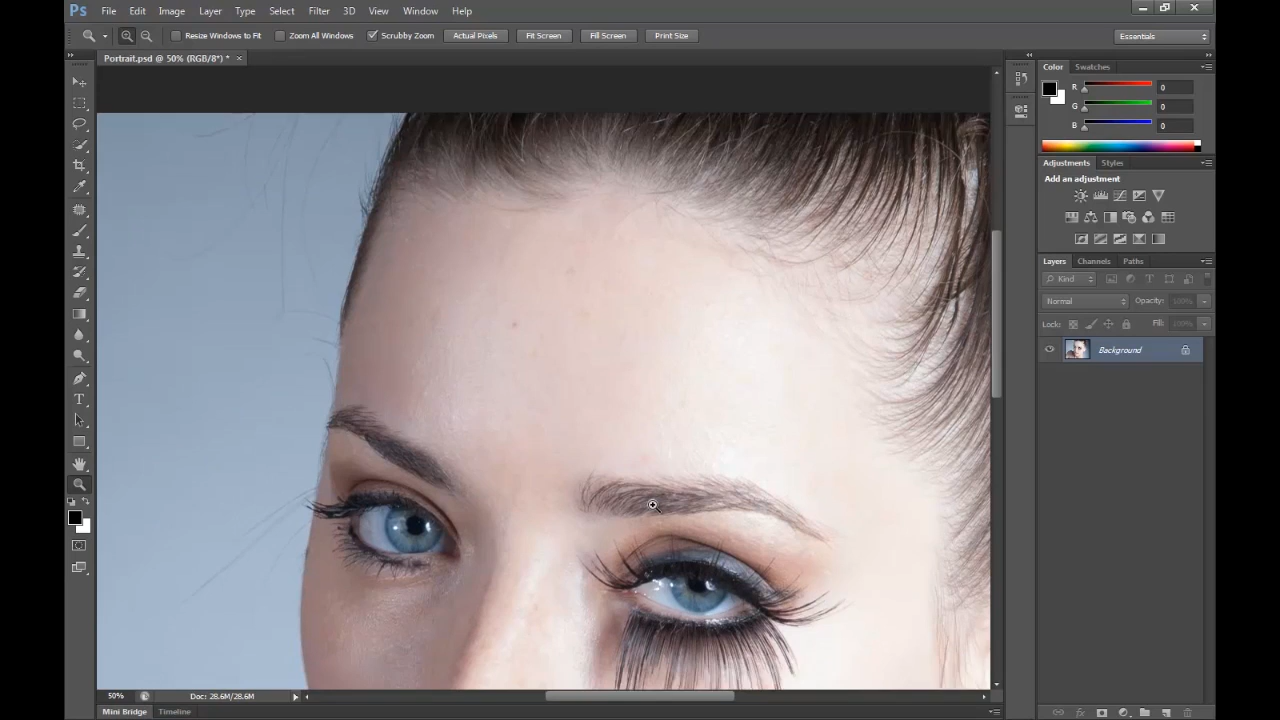 Ps File Edit Image Layer Type Select Filter 3D View Window Help
Resize Windows to Fit Zoom All Windows Scrubby Zoom Actual Pixels Fit Screen Fill Screen Print Size Essentials
Portrait.psd @ 50% (RGB/8*) * ×
Color Swatches
R 0
G 0
B 0
Adjustments Styles
Add an adjustment
Layers Channels Paths
Kind
Normal Opacity: 100%
Lock: Fill: 100%
Background
50% Doc: 28.6M/28.6M
Mini Bridge Timeline